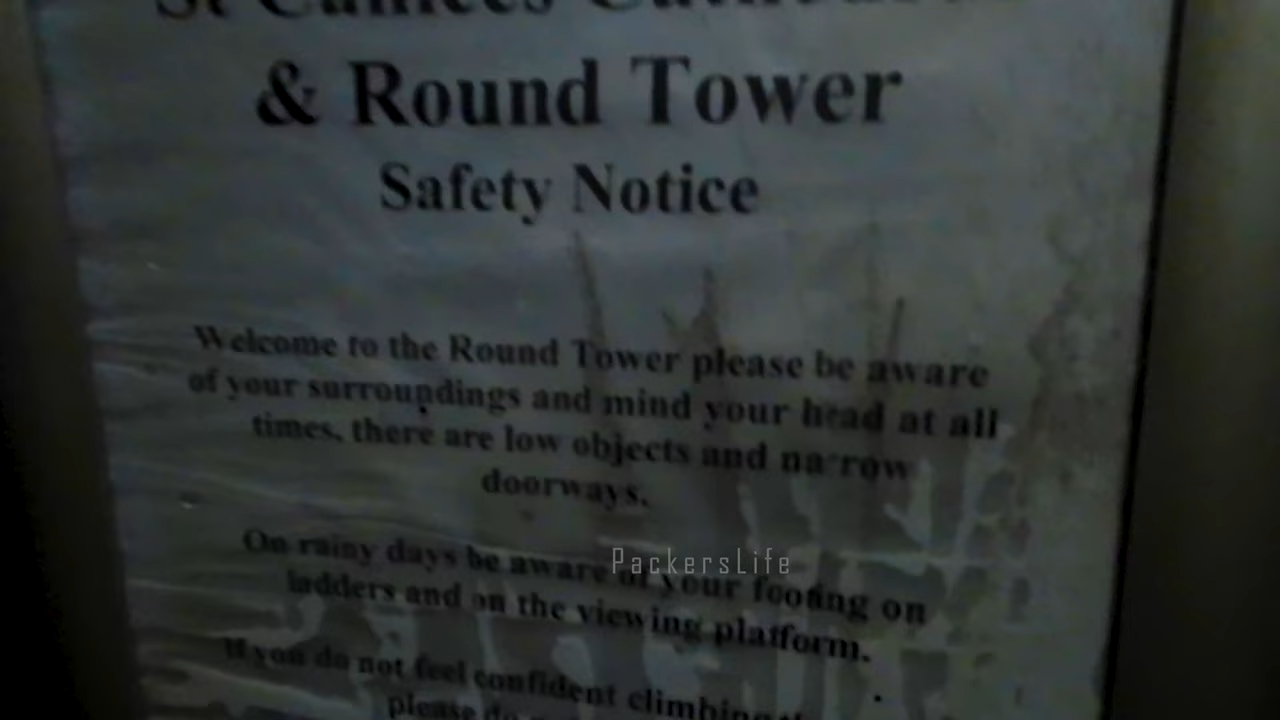 St Canices
& Round Tower
Safety Notice
Welcome to the Round Tower please be aware
of your surroundings and mind your head at all
times, there are low objects and narrow
doorways.
On rainy days be aware of your footing on
ladders and on the viewing platform.
PackersLife
If you do not feel confident climbing
please do